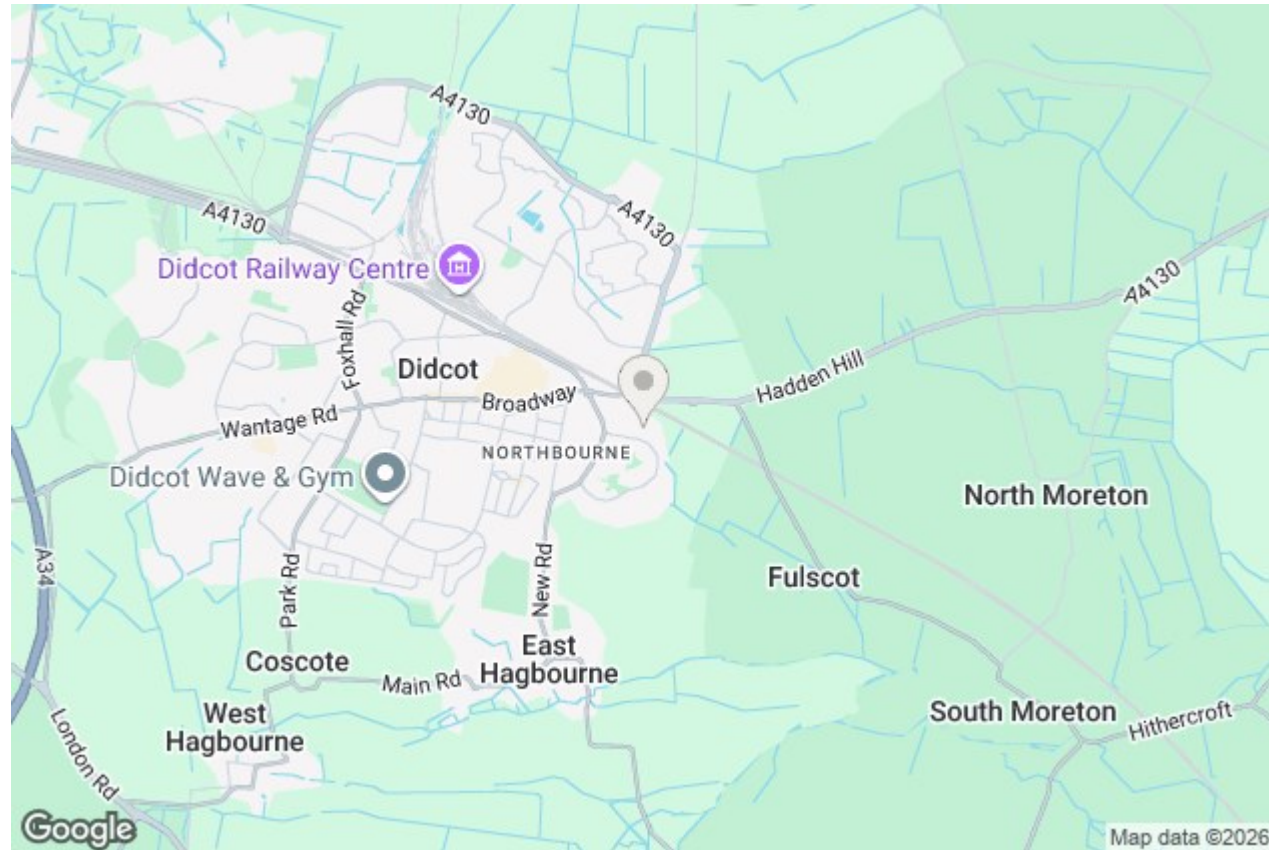 A4130
A4130
A4130
Didcot Railway Centre
A4130
Foxhall Rd
Didcot
Hadden Hill
Broadway
Wantage Rd
NORTHBOURNE
Didcot Wave & Gym
North Moreton
A34
New Rd
Fulscot
Park Rd
East
Hagbourne
Coscote
Main Rd
West
Hagbourne
South Moreton
Hithercroft
London Rd
Google
Map data ©2026